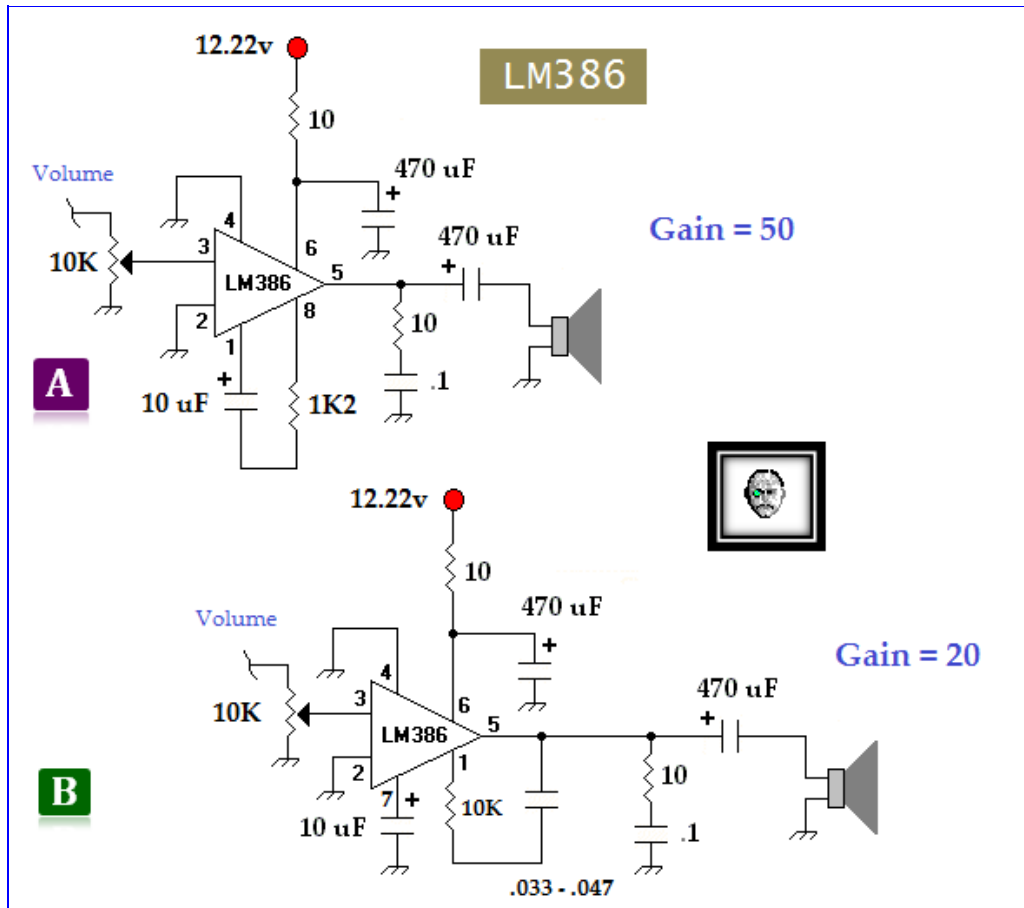 12.22v
LM386
10
Volume
470 uF
+
4
470 uF
Gain = 50
3
6
+
10K
LM386
5
8
10
2
1
A
+
.1
10 uF
1K2
12.22v
10
470 uF
Volume
+
4
Gain = 20
3
6
470 uF
10K
LM386
5
+
2
1
10
B
7 +
10K
10 uF
.1
.033 - .047